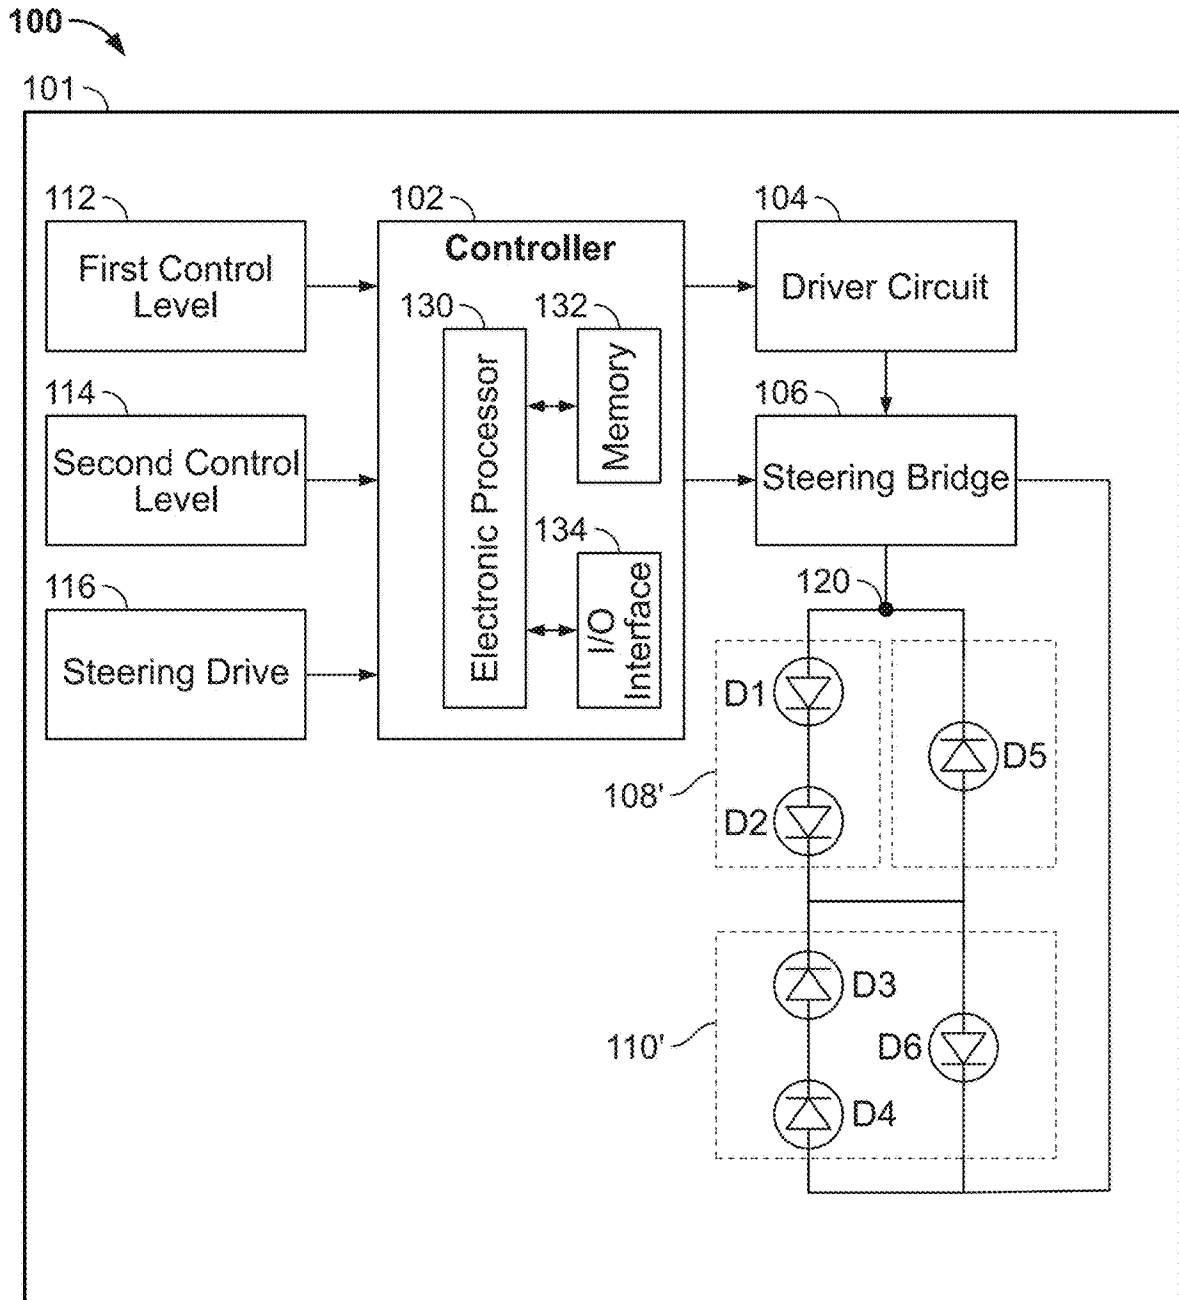 100
101
112
102
104
First Control
Level
Controller
Driver Circuit
130
132
Electronic Processor
Memory
114
106
Second Control
Level
Steering Bridge
134
I/O
Interface
116
120
Steering Drive
D1
D5
108'
D2
D3
110'
D6
D4